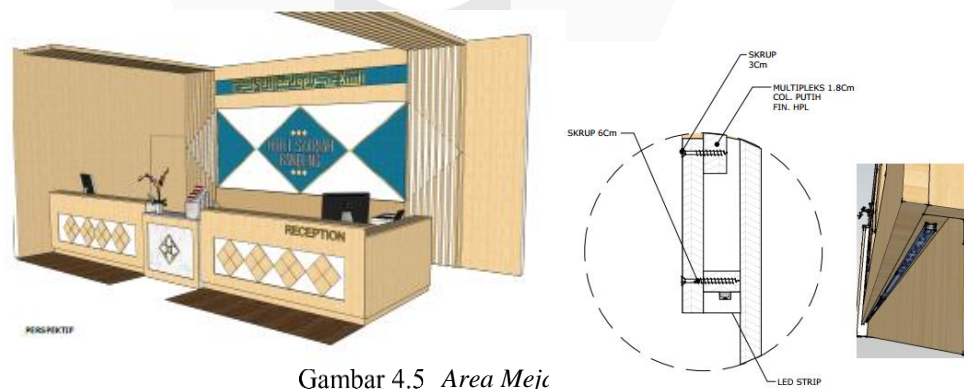 RECEPTION
PERSPEKTIF
SKRUP
3Cm
MULTIPLEKS 1.8Cm
COL. PUTIH
FIN. HPL
SKRUP 6Cm
LED STRIP
Gambar 4.5 Area Meja